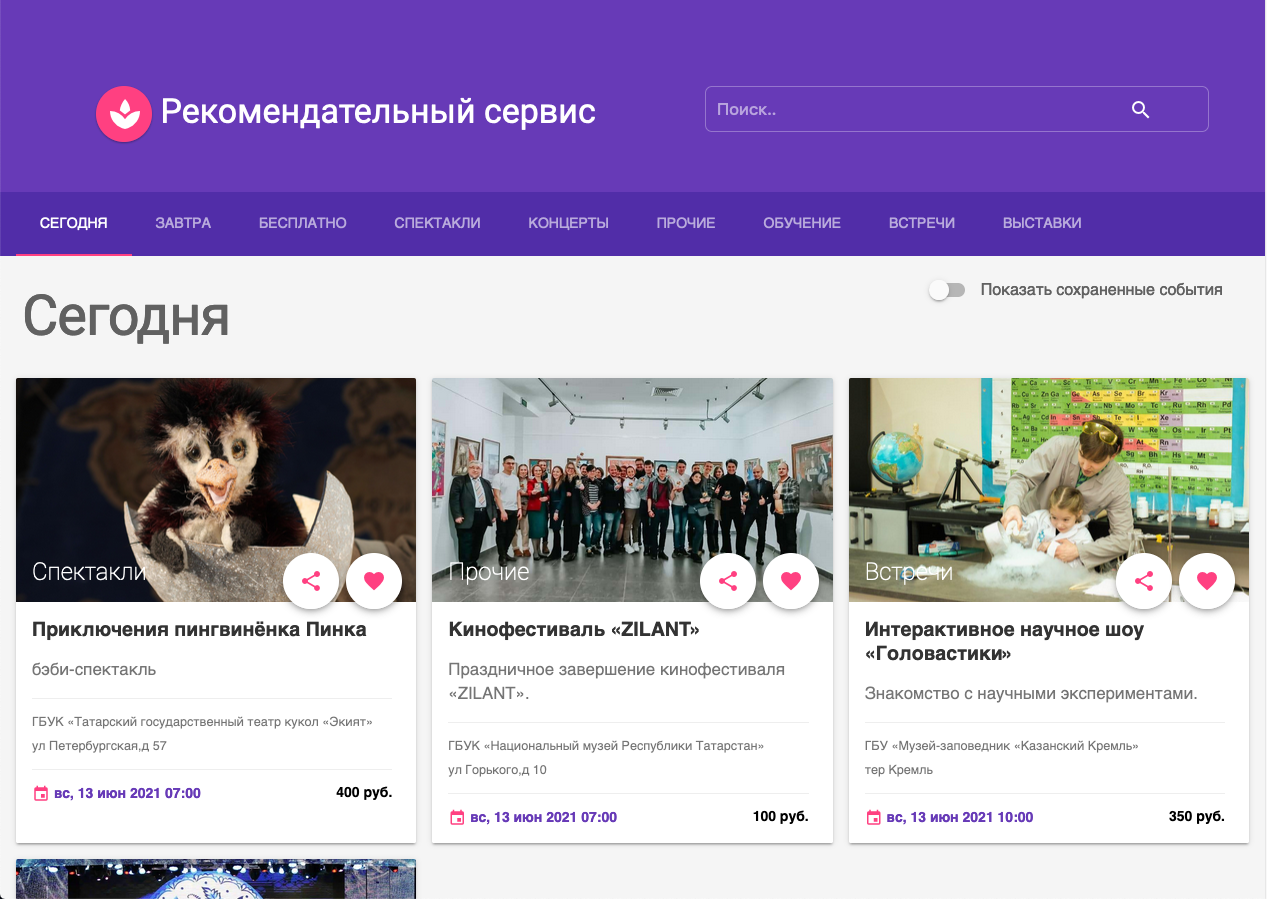 Рекомендательный сервис
Поиск..
СЕГОДНЯ ЗАВТРА БЕСПЛАТНО СПЕКТАКЛИ КОНЦЕРТЫ ПРОЧИЕ ОБУЧЕНИЕ ВСТРЕЧИ ВЫСТАВКИ
Показать сохраненные события
Сегодня
Спектакли
Приключения пингвинёнка Пинка
бэби-спектакль
ГБУК «Татарский государственный театр кукол «Экият»
ул Петербургская,д 57
вс, 13 июн 2021 07:00
400 руб.
Прочие
Кинофестиваль «ZILANT»
Праздничное завершение кинофестиваля
«ZILANT».
ГБУК «Национальный музей Республики Татарстан»
ул Горького,д 10
вс, 13 июн 2021 07:00
100 руб.
Встречи
Интерактивное научное шоу
«Головастики»
Знакомство с научными экспериментами.
ГБУ «Музей-заповедник «Казанский Кремль»
тер Кремль
вс, 13 июн 2021 10:00
350 руб.